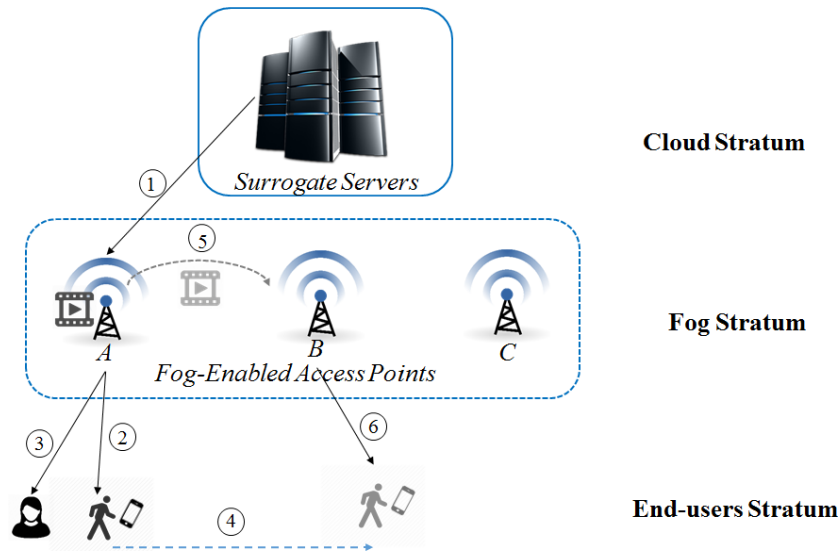 Surrogate Servers
Cloud Stratum
1
5
A
B
C
Fog Stratum
Fog-Enabled Access Points
3
2
6
4
End-users Stratum